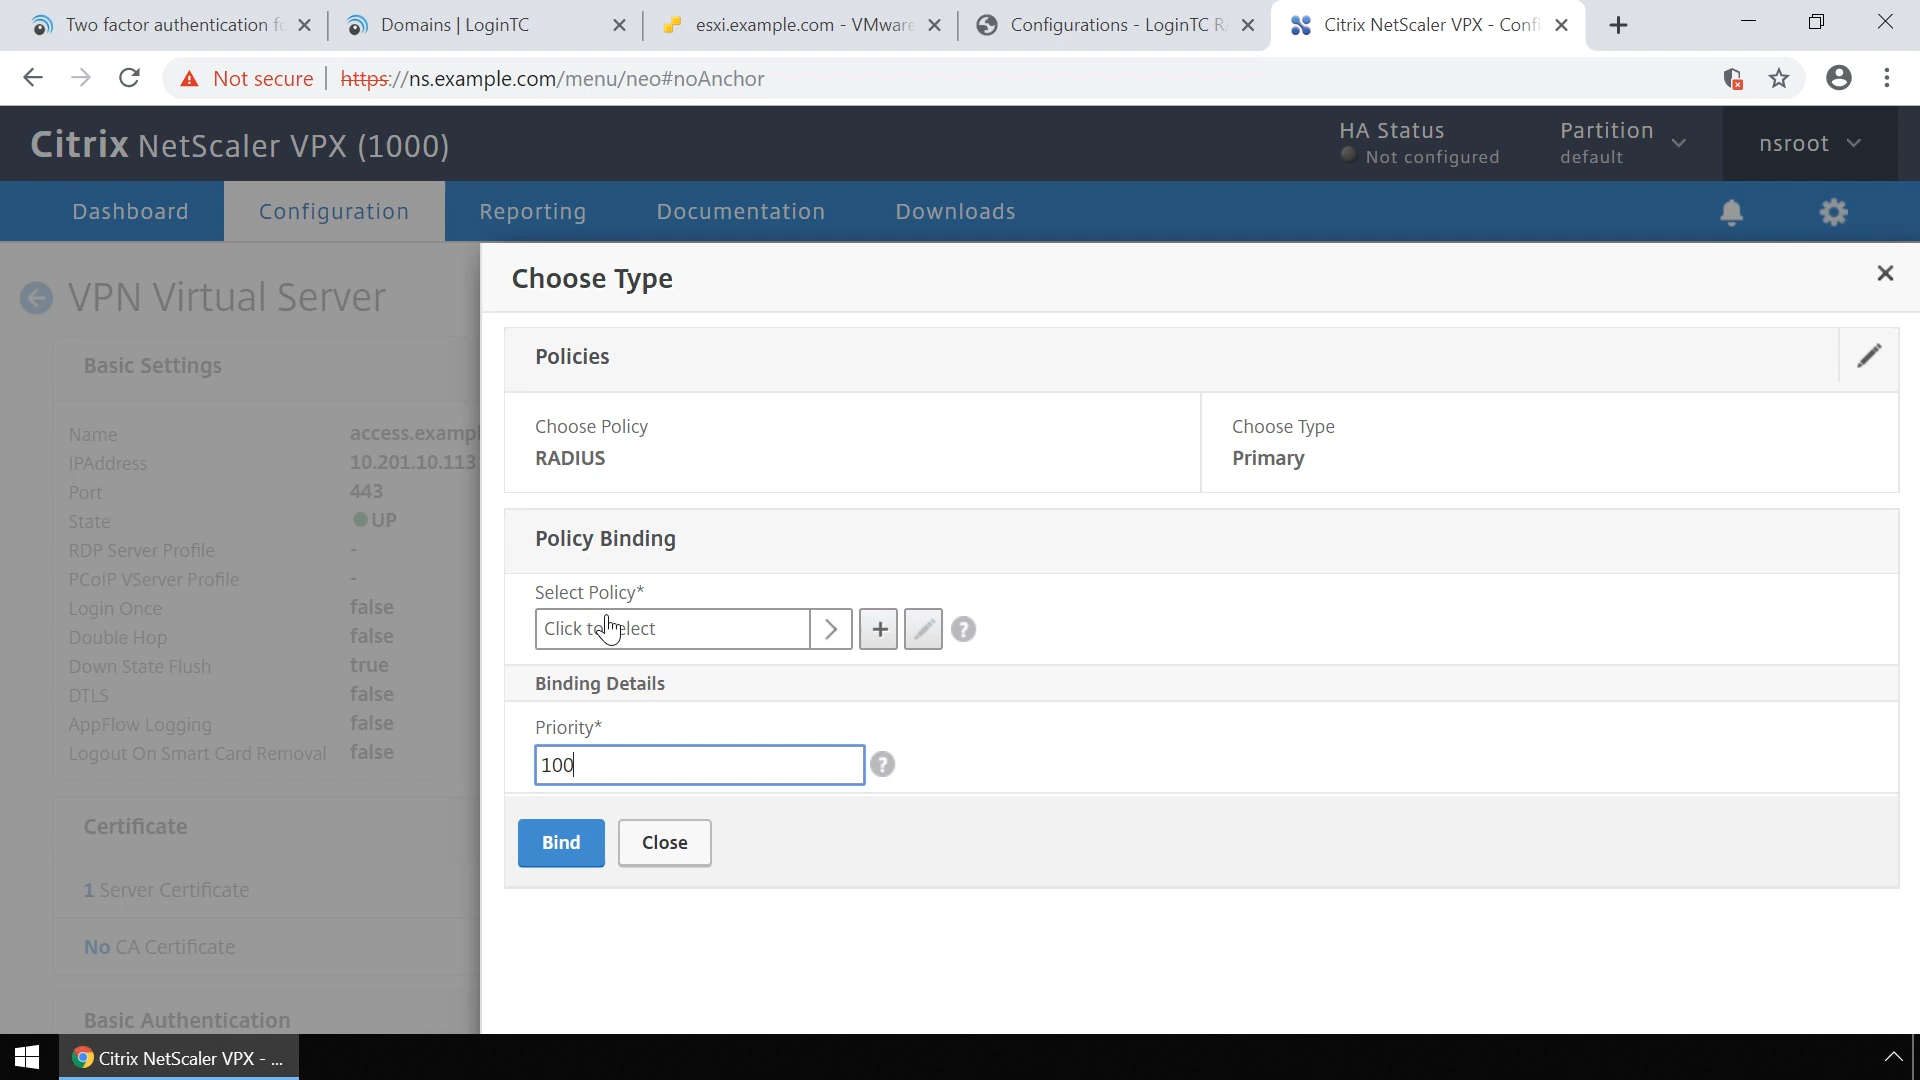 Two factor authentication f
Domains | LoginTC
esxi.example.com - VMware
Configurations - LoginTC R
Citrix NetScaler VPX - Confi
Not secure
https://ns.example.com/menu/neo#noAnchor
Citrix NetScaler VPX (1000)
HA Status
Not configured
Partition
default
nsroot
Dashboard
Configuration
Reporting
Documentation
Downloads
VPN Virtual Server
Basic Settings
Name access.exampl
IPAddress 10.201.10.113
Port 443
State UP
RDP Server Profile -
PCoIP VServer Profile -
Login Once false
Double Hop false
Down State Flush true
DTLS false
AppFlow Logging false
Logout On Smart Card Removal false
Certificate
1 Server Certificate
No CA Certificate
Basic Authentication
Choose Type
Policies
Choose Policy
RADIUS
Choose Type
Primary
Policy Binding
Select Policy*
Click to select
Binding Details
Priority*
100
Bind
Close
Citrix NetScaler VPX - ...